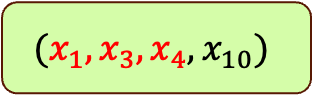 (x₁, x₃, x₄, x₁₀)